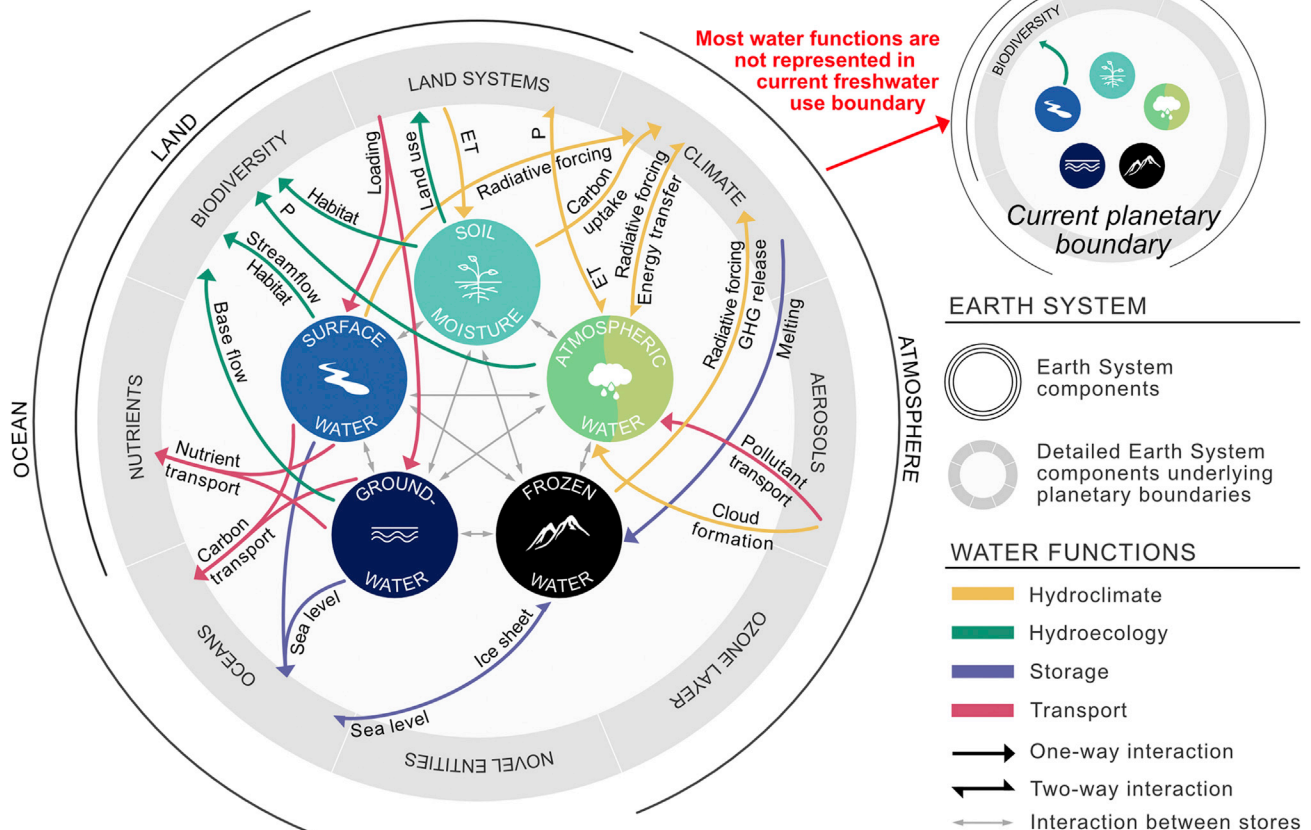 Most water functions are
not represented in
current freshwater
use boundary
BIODIVERSITY
Current planetary
boundary
LAND
OCEAN
ATMOSPHERE
LAND SYSTEMS
BIODIVERSITY
CLIMATE
NUTRIENTS
AEROSOLS
OCEANS
OZONE LAYER
NOVEL ENTITIES
Loading
Land use
ET
P
Radiative forcing
Carbon
uptake
Radiative forcing
Energy transfer
ET
Habitat
P
Streamflow
Habitat
Base flow
Radiative forcing
GHG release
Melting
SOIL
MOISTURE
SURFACE
WATER
ATMOSPHERIC
WATER
GROUND-
WATER
FROZEN
WATER
Nutrient
transport
Carbon
transport
Pollutant
transport
Cloud
formation
Sea level
Ice sheet
Sea level
EARTH SYSTEM
Earth System
components
Detailed Earth System
components underlying
planetary boundaries
WATER FUNCTIONS
Hydroclimate
Hydroecology
Storage
Transport
One-way interaction
Two-way interaction
Interaction between stores